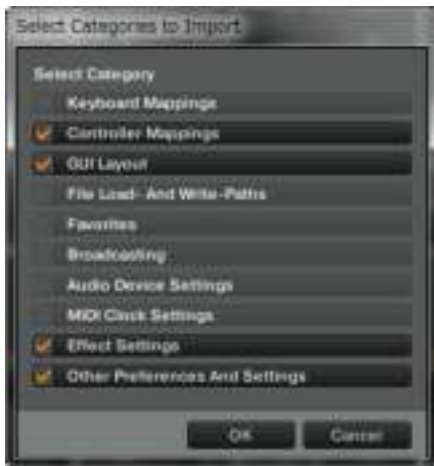 Select Categories to Import
Select Category
Keyboard Mappings
Controller Mappings
GUI Layout
File Load- And Write-Paths
Favorites
Broadcasting
Audio Device Settings
MIDI Clock Settings
Effect Settings
Other Preferences And Settings
OK
Cancel